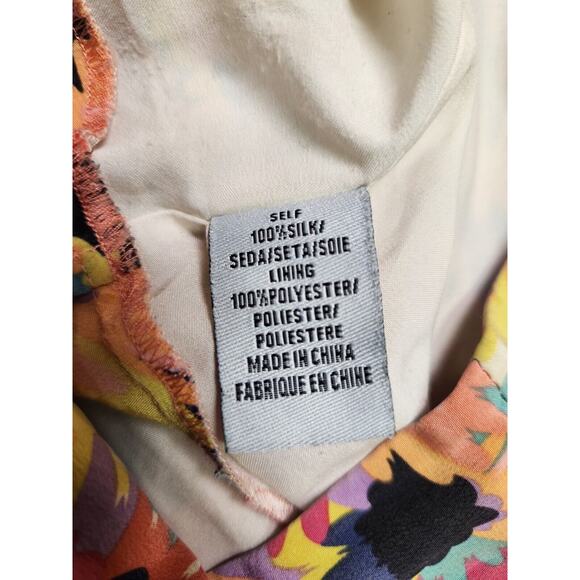 SELF
100%SILK/
SEDA/SETA/SOIE
LINING
100%POLYESTER/
POLIESTER/
POLIESTERE
MADE IN CHINA
FABRIQUE EN CHINE